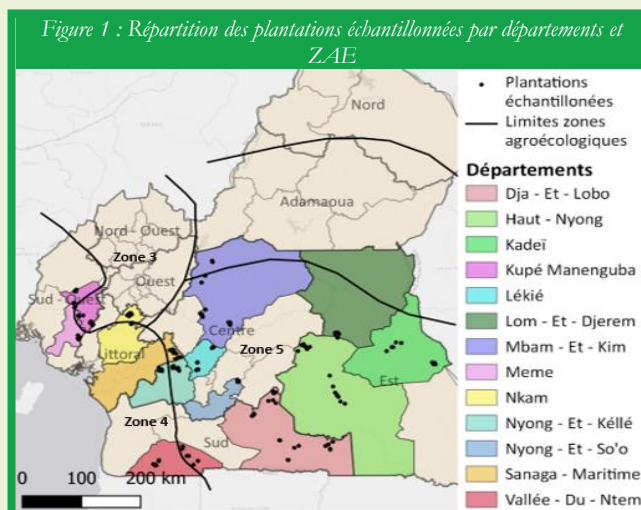 Figure 1 : Répartition des plantations échantillonnées par départements et
ZAE
Plantations
échantillonées
Limites zones
agroécologiques
Départements
Dja - Et - Lobo
Haut - Nyong
Kadeï
Kupé Manenguba
Lékié
Lom - Et - Djerem
Mbam - Et - Kim
Meme
Nkam
Nyong - Et - Kéllé
Nyong - Et - So'o
Sanaga - Maritime
Vallée - Du - Ntem
Nord
Adamaoua
Nord - Ouest
Zone 3
Ouest
Sud - Ouest
Centre
Littoral
Zone 5
Est
Zone 4
Sud
0 100 200 km